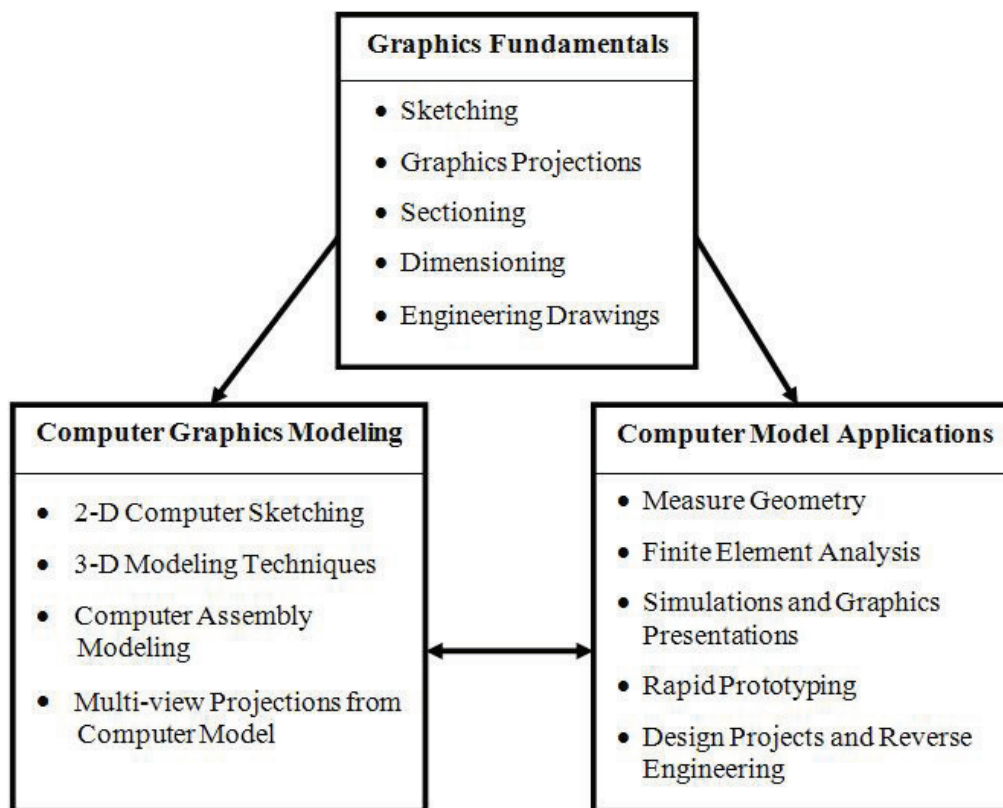 Graphics Fundamentals
• Sketching
• Graphics Projections
• Sectioning
• Dimensioning
• Engineering Drawings
Computer Graphics Modeling
• 2-D Computer Sketching
• 3-D Modeling Techniques
• Computer Assembly
Modeling
• Multi-view Projections from
Computer Model
Computer Model Applications
• Measure Geometry
• Finite Element Analysis
• Simulations and Graphics
Presentations
• Rapid Prototyping
• Design Projects and Reverse
Engineering